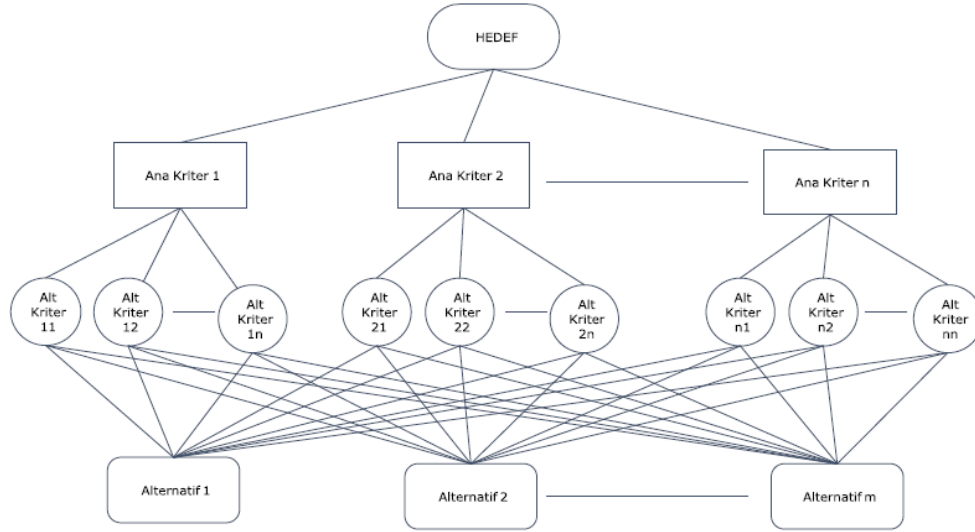 HEDEF
Ana Kriter 1
Ana Kriter 2
Ana Kriter n
Alt
Kriter
11
Alt
Kriter
12
Alt
Kriter
1n
Alt
Kriter
21
Alt
Kriter
22
Alt
Kriter
2n
Alt
Kriter
n1
Alt
Kriter
n2
Alt
Kriter
nn
Alternatif 1
Alternatif 2
Alternatif m